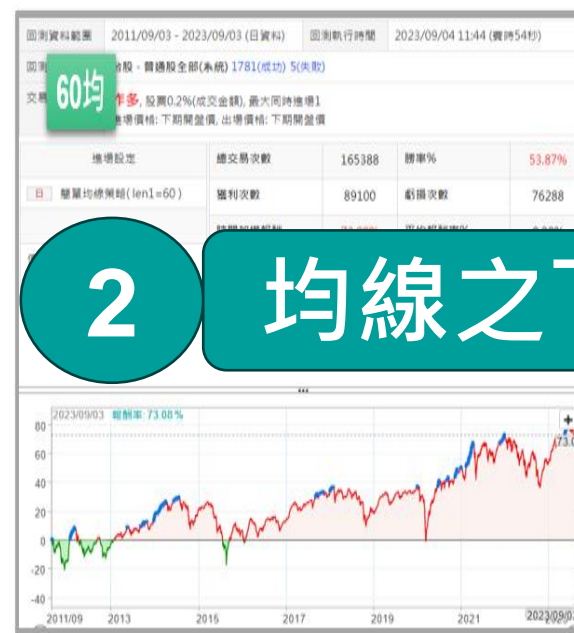 回測資料範圍 2011/09/03 - 2023/09/03 (日資料) 回測執行時間 2023/09/04 11:44 (費時54秒)
普通股全部(系統) 1781(成功) 5(失敗)
60均
作多, 股票0.2%(成交金額), 最大同時進場1
進場價格: 下期開盤價, 出場價格: 下期開盤價
進場設定 總交易次數 165388 勝率% 53.87%
日 簡單均線策略(len1=60) 獲利次數 89100 虧損次數 76288
2 均線之
2023/09/03 報酬率: 73.08%
80
60
40
20
0
-20
-40
2011/09 2013 2015 2017 2019 2021